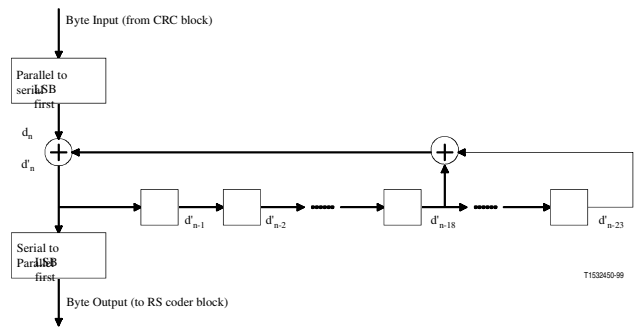 Byte Input (from CRC block)
Parallel to
serial LSB
first
dn
d'n
d'n-1
d'n-2
d'n-18
d'n-23
Serial to
Parallel LSB
first
T1532450-99
Byte Output (to RS coder block)